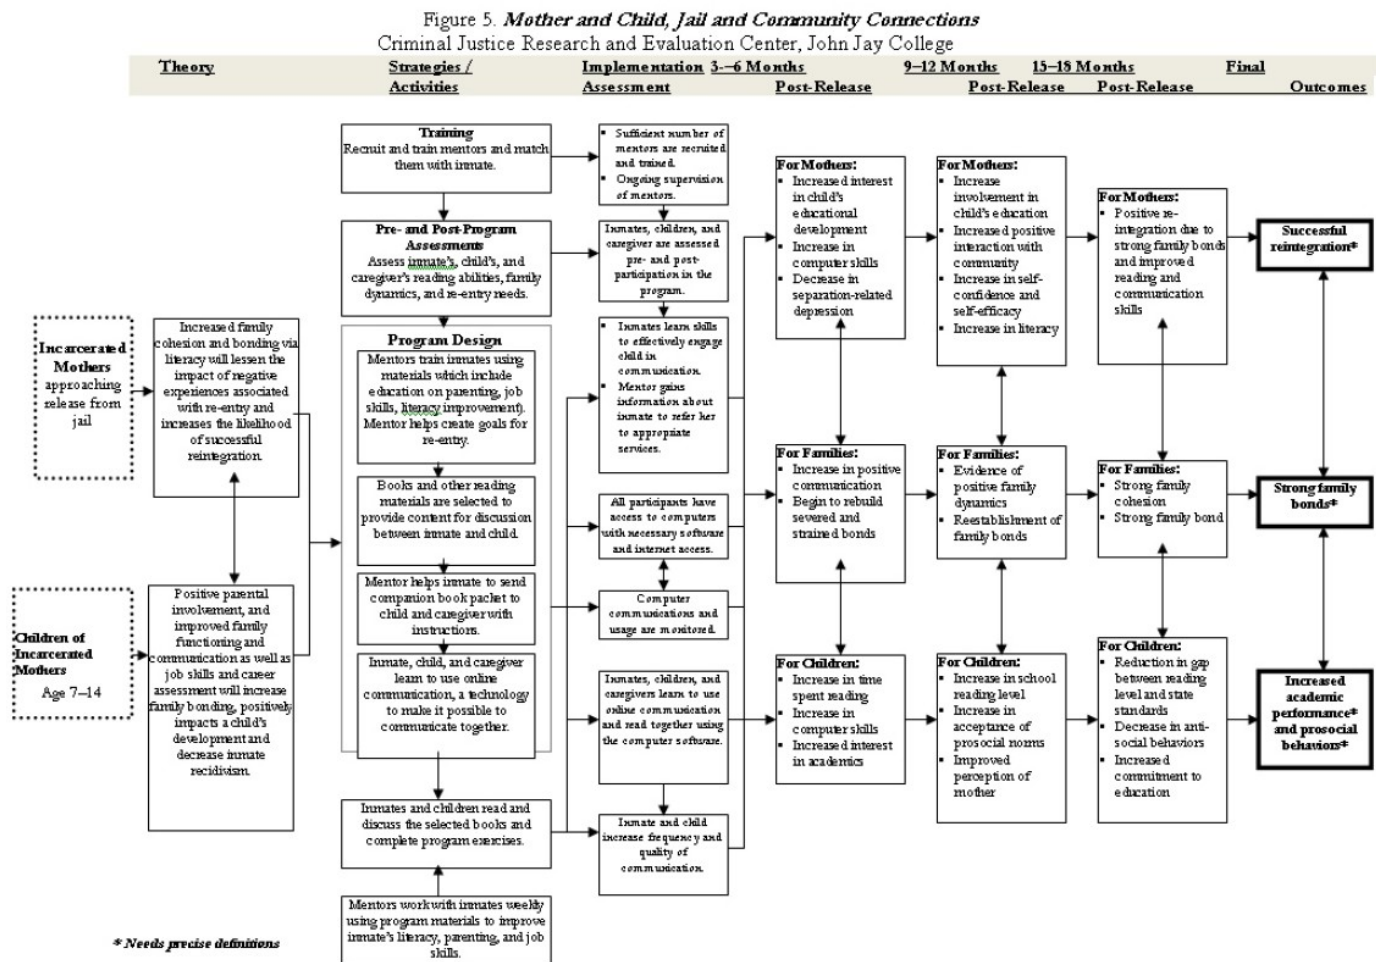 Figure 5. Mother and Child, Jail and Community Connections
Criminal Justice Research and Evaluation Center, John Jay College
Theory
Strategies /
Activities
Implementation
Assessment
3-–6 Months
Post-Release
9–12 Months
Post-Release
15–18 Months
Post-Release
Final
Outcomes
Incarcerated
Mothers
approaching
release from
jail
Children of
Incarcerated
Mothers
Age 7–14
Increased family
cohesion and bonding via
literacy will lessen the
impact of negative
experiences associated
with re-entry and
increases the likelihood
of successful
reintegration.
Positive parental
involvement, and
improved family
functioning and
communication as well as
job skills and career
assessment will increase
family bonding, positively
impacts a child's
development and
decrease inmate
recidivism.
Training
Recruit and train mentors and match
them with inmate.
Pre- and Post-Program
Assessments
Assess inmate's, child's, and
caregiver's reading abilities, family
dynamics, and re-entry needs.
Program Design
Mentors train inmates using
materials which include
education on parenting, job
skills, literacy improvement).
Mentor helps create goals for
re-entry.
Books and other reading
materials are selected to
provide content for discussion
between inmate and child.
Mentor helps inmate to send
companion book packet to
child and caregiver with
instructions.
Inmate, child, and caregiver
learn to use online
communication, a technology
to make it possible to
communicate together.
Inmates and children read and
discuss the selected books and
complete program exercises.
Mentors work with inmates weekly
using program materials to improve
inmate's literacy, parenting, and job
skills.
▪ Sufficient number of
mentors are recruited
and trained.
▪ Ongoing supervision
of mentors.
Inmates, children, and
caregiver are assessed
pre- and post-
participation in the
program.
▪ Inmates learn skills
to effectively engage
child in
communication.
▪ Mentor gains
information about
inmate to refer her
to appropriate
services.
All participants have
access to computers
with necessary software
and internet access.
Computer
communications and
usage are monitored.
Inmates, children, and
caregivers learn to use
online communication
and read together using
the computer software.
Inmate and child
increase frequency and
quality of
communication.
For Mothers:
▪ Increased interest
in child's
educational
development
▪ Increase in
computer skills
▪ Decrease in
separation-related
depression
For Families:
▪ Increase in positive
communication
▪ Begin to rebuild
severed and
strained bonds
For Children:
▪ Increase in time
spent reading
▪ Increase in
computer skills
▪ Increased interest
in academics
For Mothers:
▪ Increase
involvement in
child's education
▪ Increased positive
interaction with
community
▪ Increase in self-
confidence and
self-efficacy
▪ Increase in literacy
For Families:
▪ Evidence of
positive family
dynamics
▪ Reestablishment of
family bonds
For Children:
▪ Increase in school
reading level
▪ Increase in
acceptance of
prosocial norms
▪ Improved
perception of
mother
For Mothers:
▪ Positive re-
integration due to
strong family bonds
and improved
reading and
communication
skills
For Families:
▪ Strong family
cohesion
▪ Strong family bond
For Children:
▪ Reduction in gap
between reading
level and state
standards
▪ Decrease in anti-
social behaviors
▪ Increased
commitment to
education
Successful
reintegration*
Strong family
bonds*
Increased
academic
performance*
and prosocial
behaviors*
* Needs precise definitions